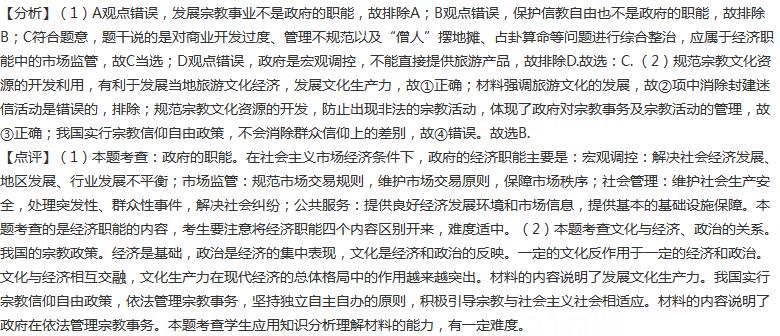 【分析】（1）A观点错误，发展宗教事业不是政府的职能，故排除A；B观点错误，保护信教自由也不是政府的职能，故排除
B；C符合题意，题干说的是对商业开发过度、管理不规范以及“僧人”摆地摊、占卦算命等问题进行综合整治，应属于经济职
能中的市场监管，故C当选；D观点错误，政府是宏观调控，不能直接提供旅游产品，故排除D.故选：C.（2）规范宗教文化资
源的开发利用，有利于发展当地旅游文化经济，发展文化生产力，故①正确；材料强调旅游文化的发展，故②项中消除封建迷
信活动是错误的，排除；规范宗教文化资源的开发，防止出现非法的宗教活动，体现了政府对宗教事务及宗教活动的管理，故
③正确；我国实行宗教信仰自由政策，不会消除群众信仰上的差别，故④错误。故选B.
【点评】（1）本题考查：政府的职能。在社会主义市场经济条件下，政府的经济职能主要是：宏观调控：解决社会经济发展、
地区发展、行业发展不平衡；市场监管：规范市场交易规则，维护市场交易原则，保障市场秩序；社会管理：维护社会生产安
全，处理突发性、群众性事件，解决社会纠纷；公共服务：提供良好经济发展环境和市场信息，提供基本的基础设施保障。本
题考查的是经济职能的内容，考生要注意将经济职能四个内容区别开来，难度适中。（2）本题考查文化与经济、政治的关系。
我国的宗教政策。经济是基础，政治是经济的集中表现，文化是经济和政治的反映。一定的文化反作用于一定的经济和政治。
文化与经济相互交融，文化生产力在现代经济的总体格局中的作用越来越突出。材料的内容说明了发展文化生产力。我国实行
宗教信仰自由政策，依法管理宗教事务，坚持独立自主自办的原则，积极引导宗教与社会主义社会相适应。材料的内容说明了
政府在依法管理宗教事务。本题考查学生应用知识分析理解材料的能力，有一定难度。